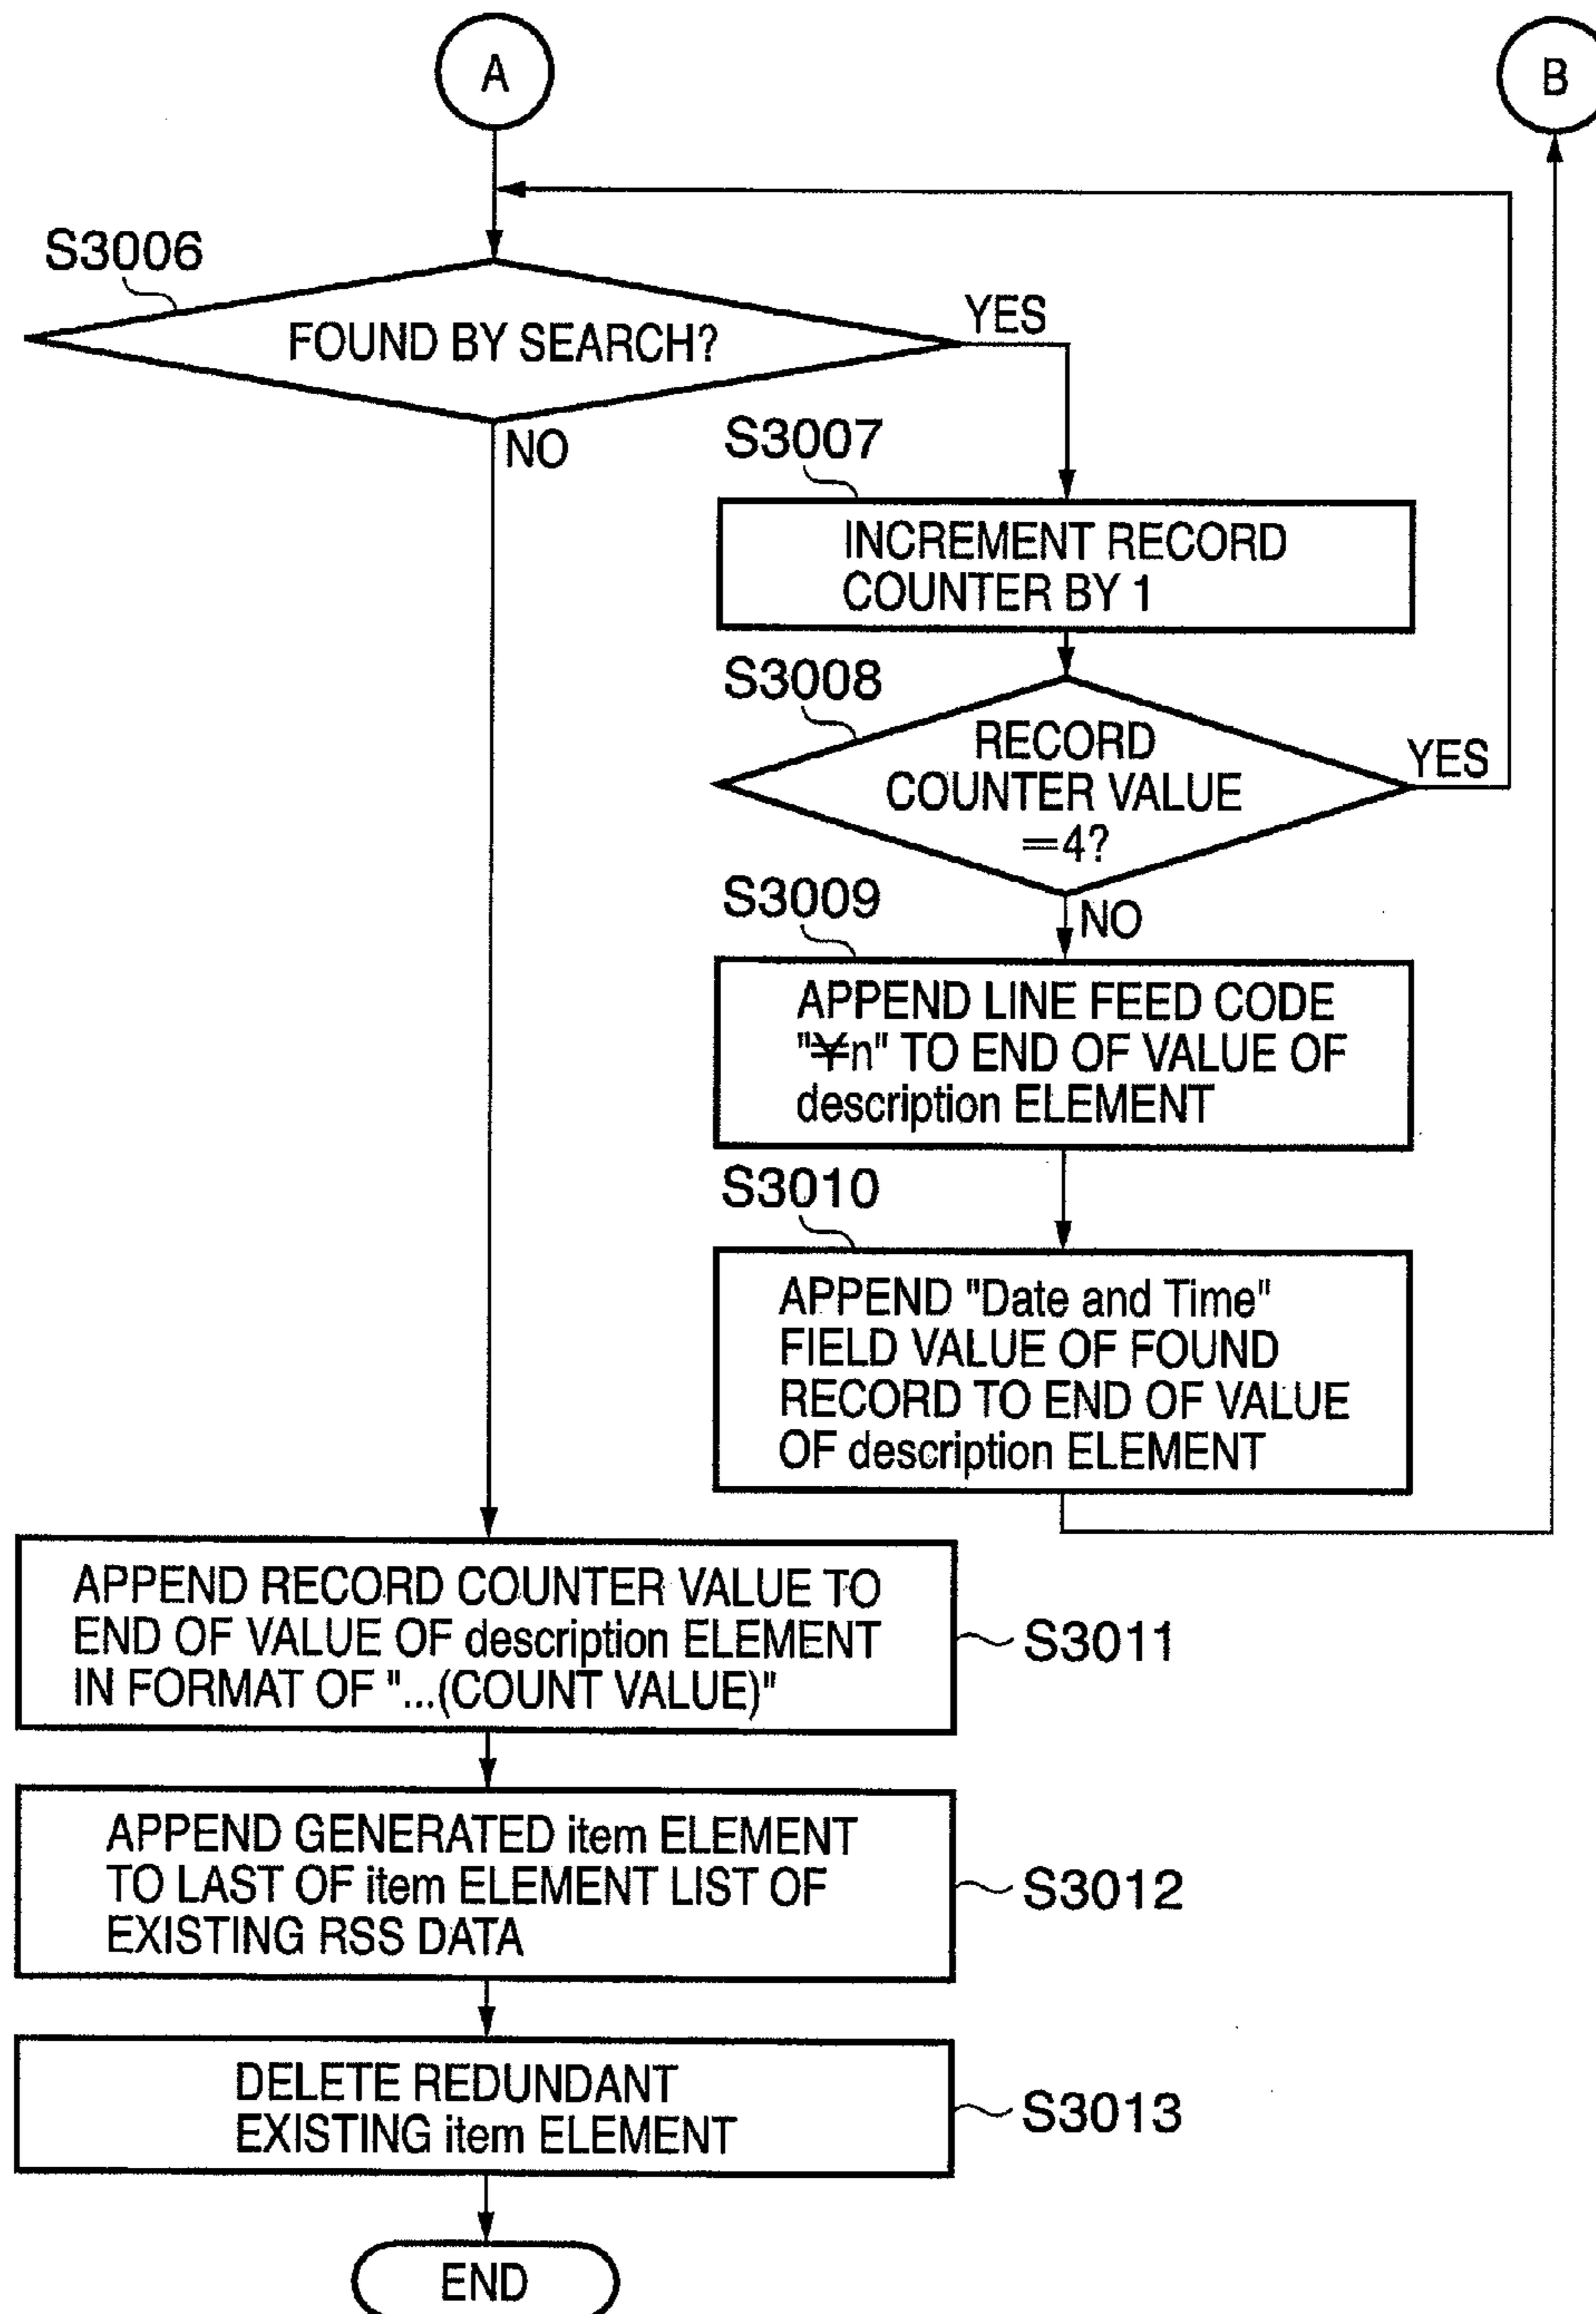 A
B
S3006
FOUND BY SEARCH?
YES
NO
S3007
INCREMENT RECORD
COUNTER BY 1
S3008
RECORD
COUNTER VALUE
=4?
YES
NO
S3009
APPEND LINE FEED CODE
"¥n" TO END OF VALUE OF
description ELEMENT
S3010
APPEND "Date and Time"
FIELD VALUE OF FOUND
RECORD TO END OF VALUE
OF description ELEMENT
APPEND RECORD COUNTER VALUE TO
END OF VALUE OF description ELEMENT
IN FORMAT OF "...(COUNT VALUE)"
S3011
APPEND GENERATED item ELEMENT
TO LAST OF item ELEMENT LIST OF
EXISTING RSS DATA
S3012
DELETE REDUNDANT
EXISTING item ELEMENT
S3013
END